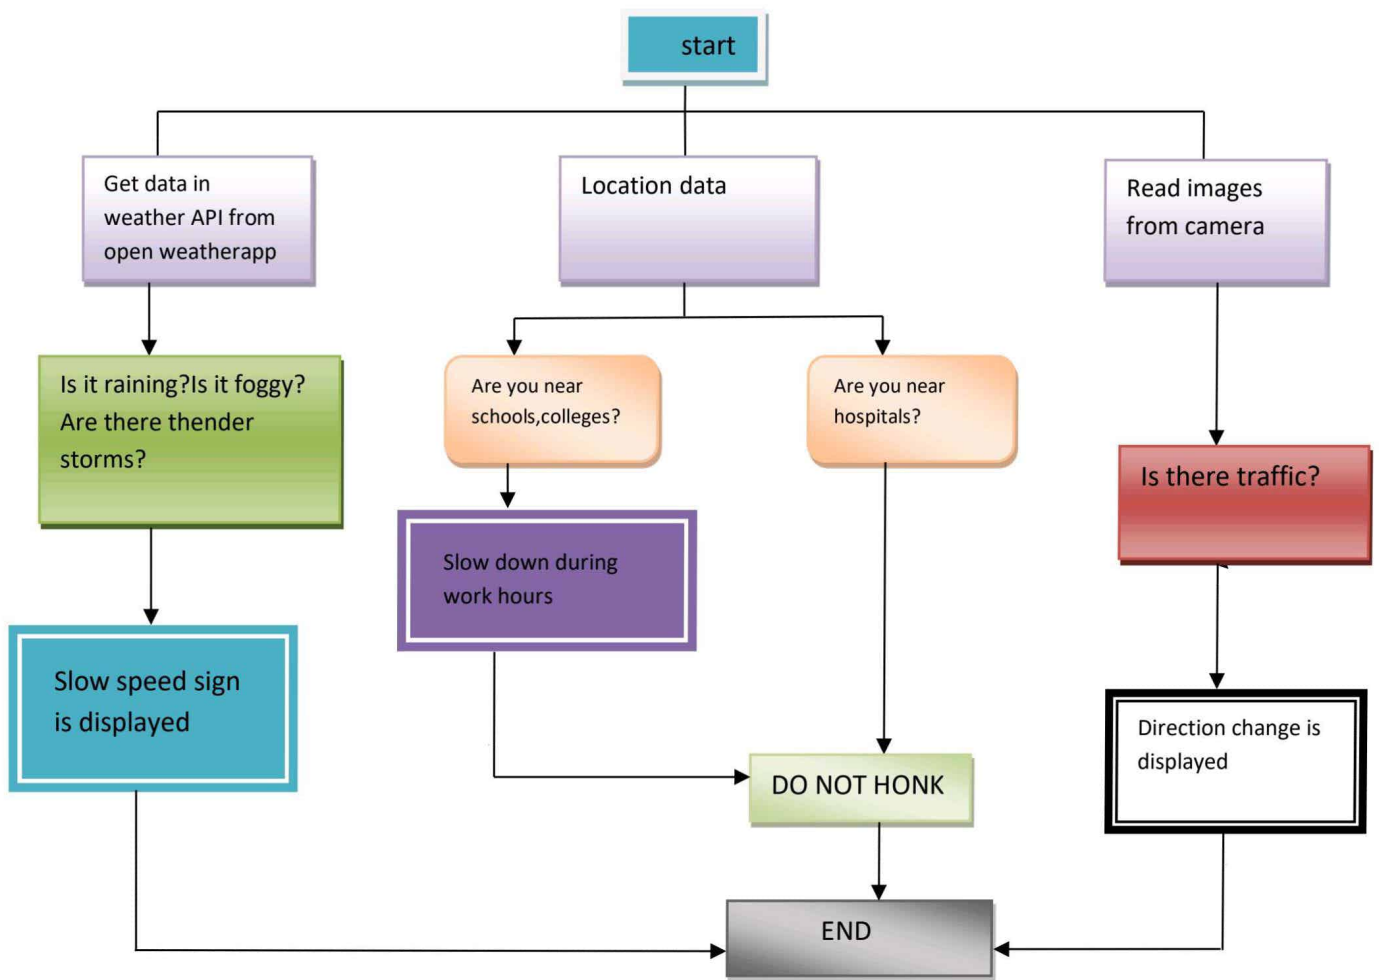 start
Get data in
weather API from
open weatherapp
Location data
Read images
from camera
Is it raining?Is it foggy?
Are there thender
storms?
Are you near
schools,colleges?
Are you near
hospitals?
Is there traffic?
Slow down during
work hours
Slow speed sign
is displayed
Direction change is
displayed
DO NOT HONK
END